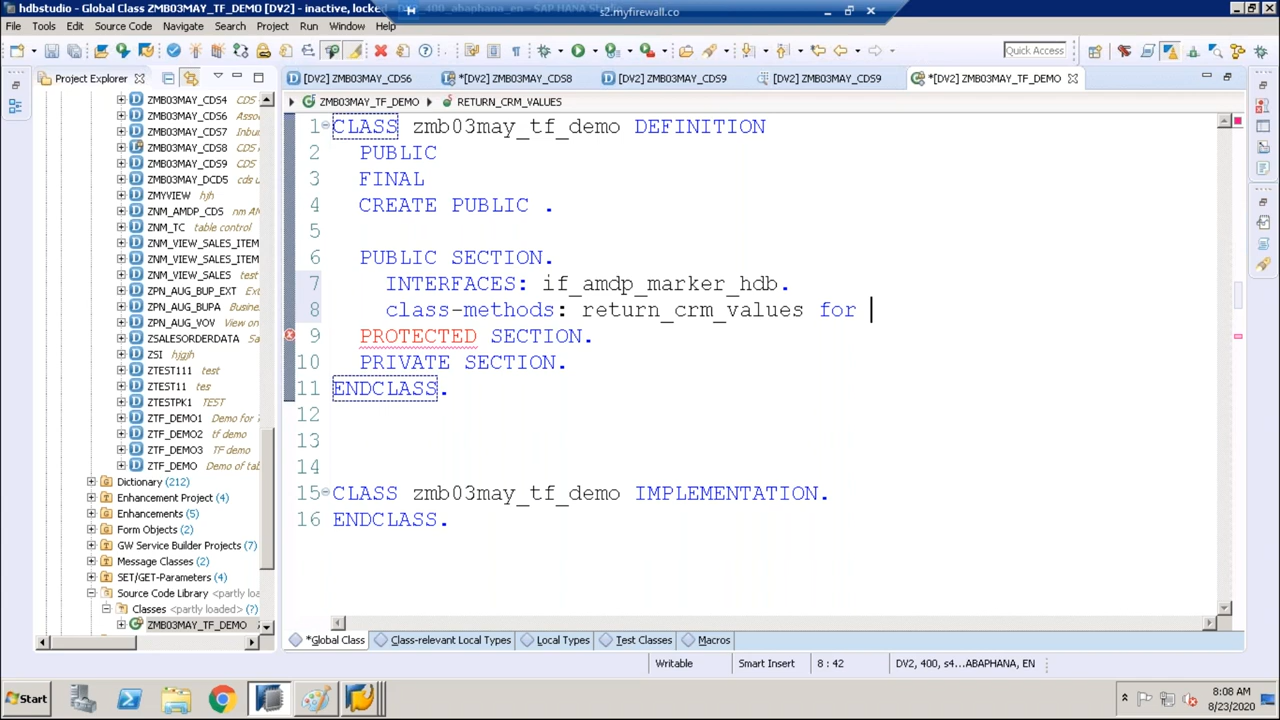 hdbstudio - Global Class ZMB03MAY_TF_DEMO [DV2] - inactive, locked
s2.myfirewall.co
File Tools Edit Source Code Search Project Run Window Help
Quick Access
Project Explorer
[DV2] ZMB03MAY_CDS6
*[DV2] ZMB03MAY_CDS8
[DV2] ZMB03MAY_CDS9
[DV2] ZMB03MAY_CDS9
*[DV2] ZMB03MAY_TF_DEMO
ZMB03MAY_TF_DEMO
RETURN_CRM_VALUES
ZMB03MAY_CDS4 CDS
ZMB03MAY_CDS6 Asso
ZMB03MAY_CDS7 Inbu
ZMB03MAY_CDS8 CDS
ZMB03MAY_CDS9 CDS
ZMB03MAY_DCD5 cds u
ZMYVIEW hjh
ZNM_AMDP_CDS nm AM
ZNM_TC table control
ZNM_VIEW_SALES_ITEM
ZNM_VIEW_SALES_ITEM
ZNM_VIEW_SALES test
ZPN_AUG_BUP_EXT Ex
ZPN_AUG_BUPA Busine
ZPN_AUG_VOV View on
ZSALESORDERDATA
ZSI hjgjh
ZTEST111 test
ZTEST11 tes
ZTESTPK1 TEST
ZTF_DEMO1 Demo for
ZTF_DEMO2 tf demo
ZTF_DEMO3 TF demo
ZTF_DEMO Demo of tab
Dictionary (212)
Enhancement Project (4)
Enhancements (5)
Form Objects (2)
GW Service Builder Projects (7)
Message Classes (2)
SET/GET-Parameters (4)
Source Code Library <partly loa
Classes <partly loaded> (?)
ZMB03MAY_TF_DEMO
1 CLASS zmb03may_tf_demo DEFINITION
2 PUBLIC
3 FINAL
4 CREATE PUBLIC .
5
6 PUBLIC SECTION.
7 INTERFACES: if_amdp_marker_hdb.
8 class-methods: return_crm_values for
9 PROTECTED SECTION.
10 PRIVATE SECTION.
11 ENDCLASS.
12
13
14
15 CLASS zmb03may_tf_demo IMPLEMENTATION.
16 ENDCLASS.
*Global Class Class-relevant Local Types Local Types Test Classes Macros
Writable Smart Insert 8 : 42 DV2, 400, s4...ABAPHANA, EN
Start
8:08 AM
8/23/2020